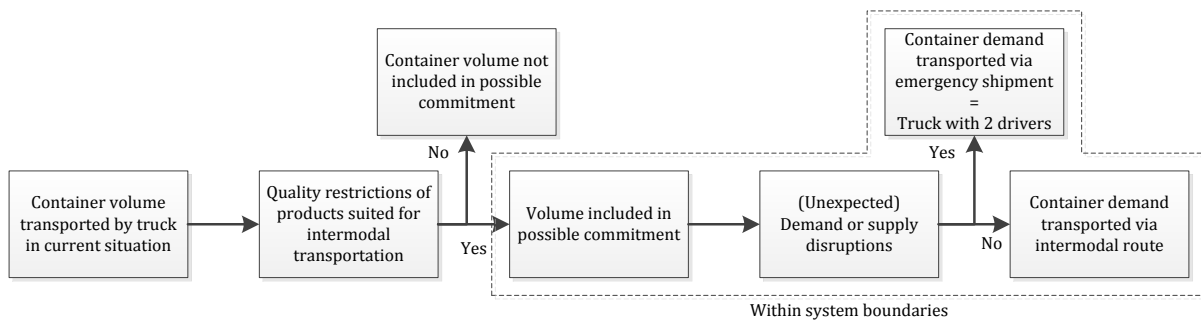 Container volume
transported by truck
in current situation
Quality restrictions of
products suited for
intermodal
transportation
No
Container volume not
included in possible
commitment
Yes
Volume included in
possible commitment
(Unexpected)
Demand or supply
disruptions
Yes
Container demand
transported via
emergency shipment
=
Truck with 2 drivers
No
Container demand
transported via
intermodal route
Within system boundaries